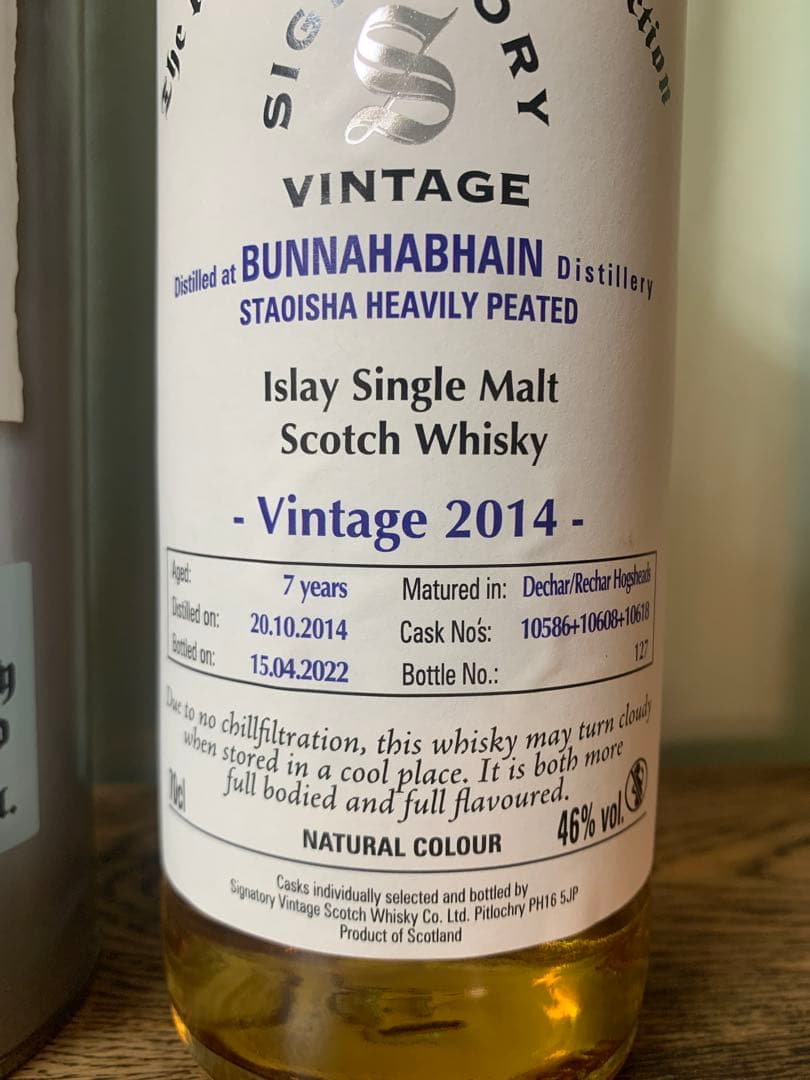 The
SIG ORY
ction
S
VINTAGE
Distilled at BUNNAHABHAIN Distillery
STAOISHA HEAVILY PEATED
Islay Single Malt
Scotch Whisky
- Vintage 2014 -
Aged: 7 years Matured in: Dechar/Rechar Hogsheads
Distilled on: 20.10.2014 Cask No's: 10586+10608+10618
Bottled on: 15.04.2022 Bottle No.: 127
Due to no chillfiltration, this whisky may turn cloudy
when stored in a cool place. It is both more
full bodied and full flavoured.
70cl
46% vol.
NATURAL COLOUR
Casks individually selected and bottled by
Signatory Vintage Scotch Whisky Co. Ltd. Pitlochry PH16 5JP
Product of Scotland